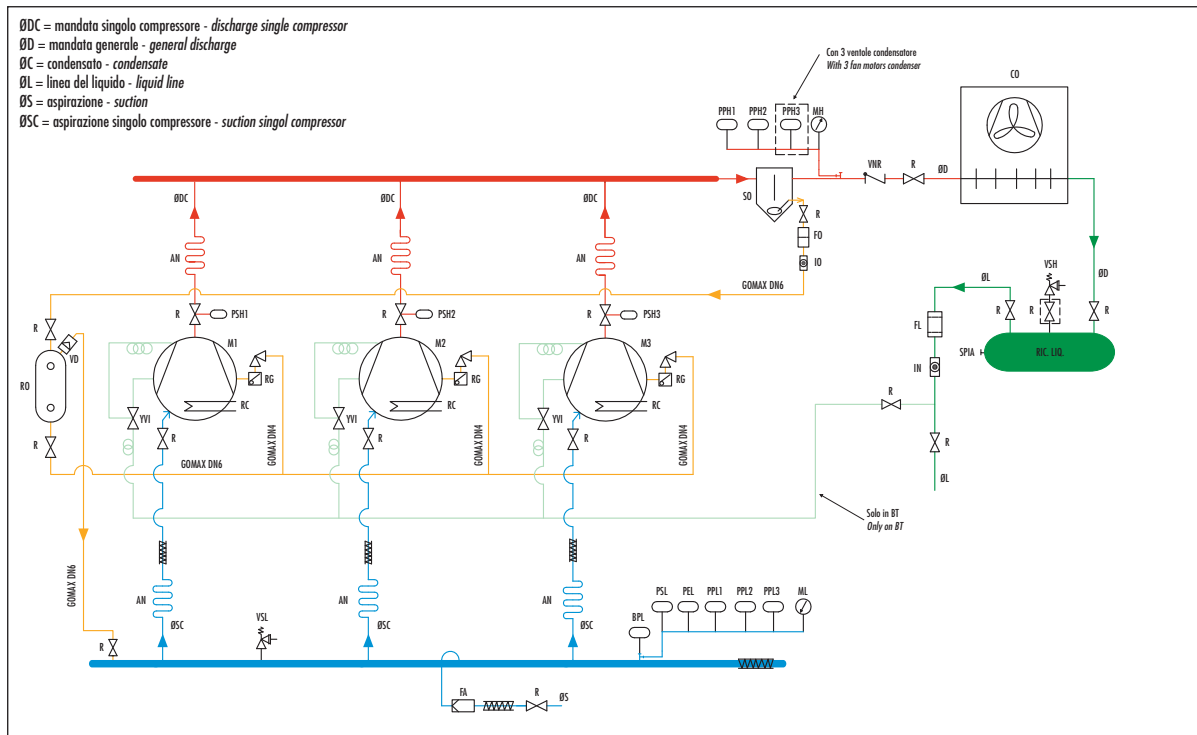 ØDC = mandata singolo compressore - discharge single compressor
ØD = mandata generale - general discharge
ØC = condensato - condensate
ØL = linea del liquido - liquid line
ØS = aspirazione - suction
ØSC = aspirazione singolo compressore - suction singol compressor
Con 3 ventole condensatore
With 3 fan motors condenser
CO
PPH1 PPH2 PPH3 MH
VNR R ØD
SO
R
FO
IO
ØDC ØDC ØDC
AN AN AN
GOMAX DN6
VSH
ØL ØD
R R R
FL
SPIA RIC. LIQ.
IN
R PSH1 R PSH2 R PSH3
R
VD
RO
M1 M2 M3
RG RG RG
RC RC RC
YVI YVI YVI
R
R R R R
R
GOMAX DN6
GOMAX DN4 GOMAX DN4 GOMAX DN4
ØL
Solo in BT
Only on BT
GOMAX DN6
AN AN AN
PSL PEL PPL1 PPL2 PPL3 ML
BPL
ØSC ØSC ØSC
VSL
R
FA R ØS